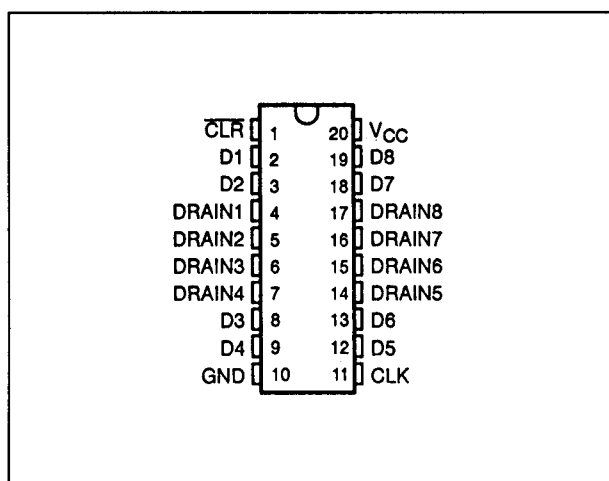 C̅L̅R̅ 1 20 VCC
D1 2 19 D8
D2 3 18 D7
DRAIN1 4 17 DRAIN8
DRAIN2 5 16 DRAIN7
DRAIN3 6 15 DRAIN6
DRAIN4 7 14 DRAIN5
D3 8 13 D6
D4 9 12 D5
GND 10 11 CLK